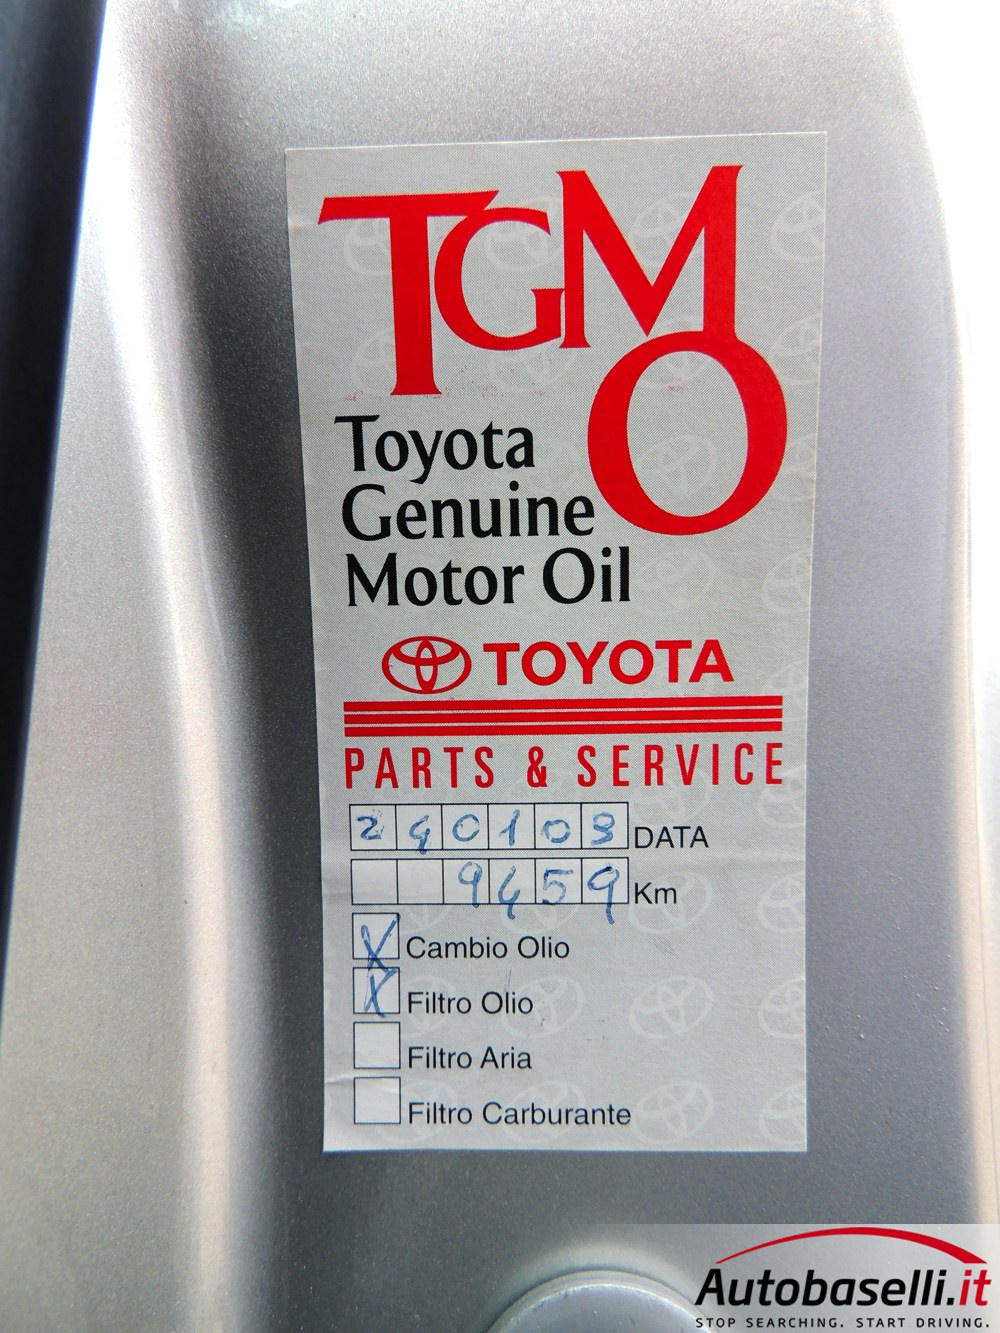 TGMO
Toyota
Genuine
Motor Oil
TOYOTA
PARTS & SERVICE
240103 DATA
9459 Km
X Cambio Olio
X Filtro Olio
Filtro Aria
Filtro Carburante
Autobaselli.it
STOP SEARCHING. START DRIVING.